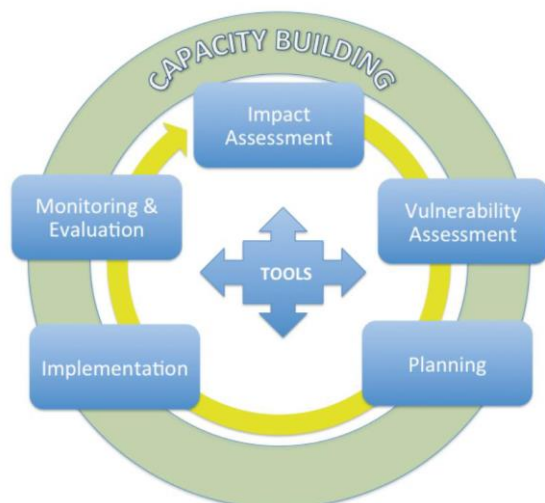 CAPACITY BUILDING
Impact
Assessment
Monitoring &
Evaluation
Vulnerability
Assessment
TOOLS
Implementation
Planning